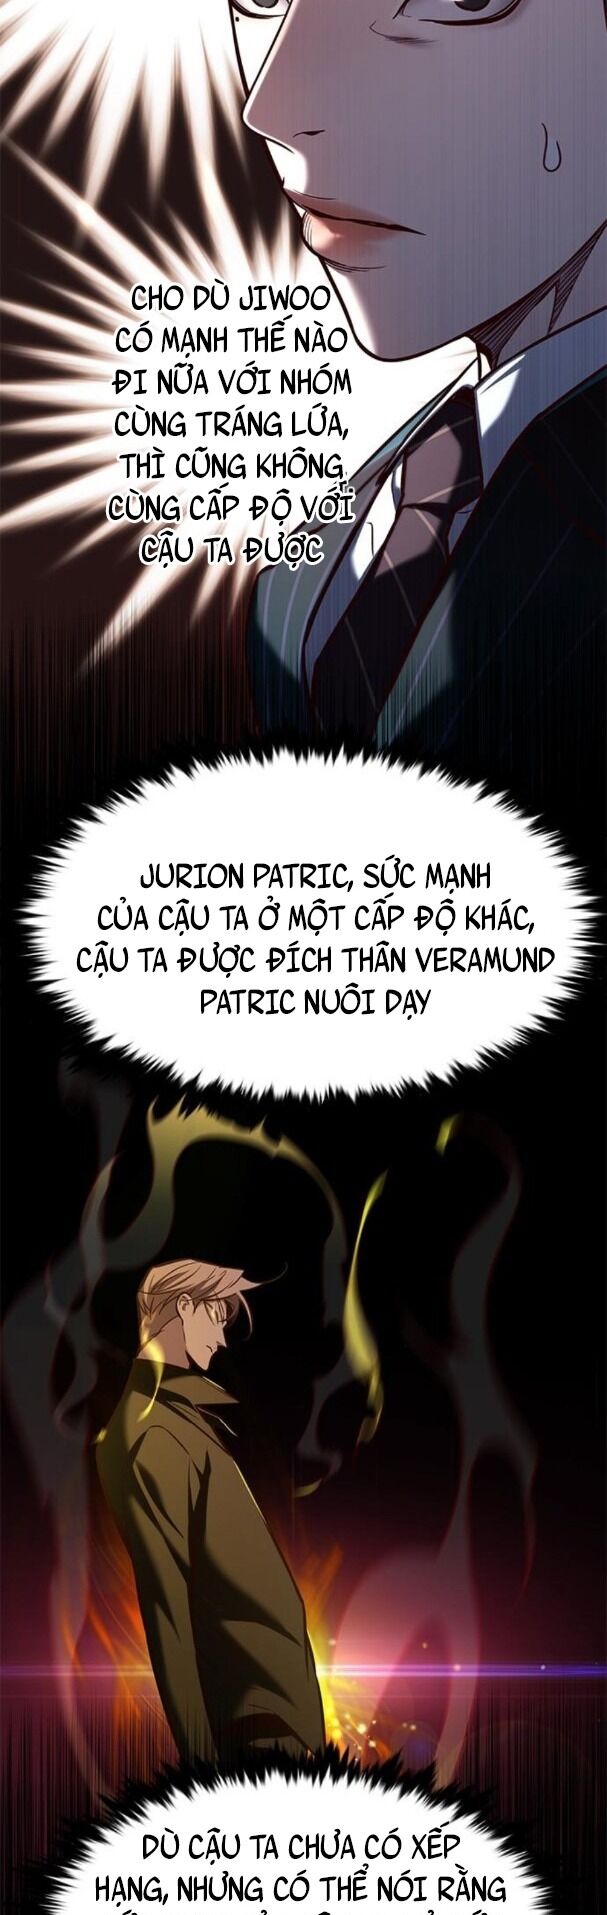 CHO DÙ JIWOO
CÓ MẠNH THẾ NÀO
ĐI NỮA VỚI NHÓM
CÙNG TRÁNG LỨA,
THÌ CŨNG KHÔNG
CÙNG CẤP ĐỘ VỚI
CẬU TA ĐƯỢC
JURION PATRIC, SỨC MẠNH
CỦA CẬU TA Ở MỘT CẤP ĐỘ KHÁC,
CẬU TA ĐƯỢC ĐÍCH THÂN VERAMUND
PATRIC NUÔI DẠY
DÙ CẬU TA CHƯA CÓ XẾP
HẠNG, NHƯNG CÓ THỂ NÓI RẰNG